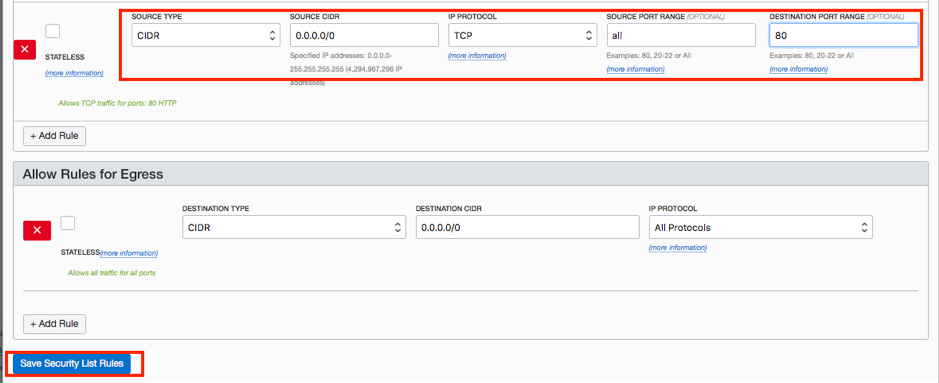 SOURCE TYPE SOURCE CIDR IP PROTOCOL SOURCE PORT RANGE (OPTIONAL) DESTINATION PORT RANGE (OPTIONAL)
CIDR 0.0.0.0/0 TCP all 80
× STATELESS Specified IP addresses: 0.0.0.0- (more information) Examples: 80, 20-22 or All Examples: 80, 20-22 or All
(more information) 255.255.255.255 (4,294,967,296 IP (more information) (more information)
addresses)
Allows TCP traffic for ports: 80 HTTP
+ Add Rule
Allow Rules for Egress
DESTINATION TYPE DESTINATION CIDR IP PROTOCOL
× CIDR 0.0.0.0/0 All Protocols
STATELESS (more information) (more information)
Allows all traffic for all ports
+ Add Rule
Save Security List Rules